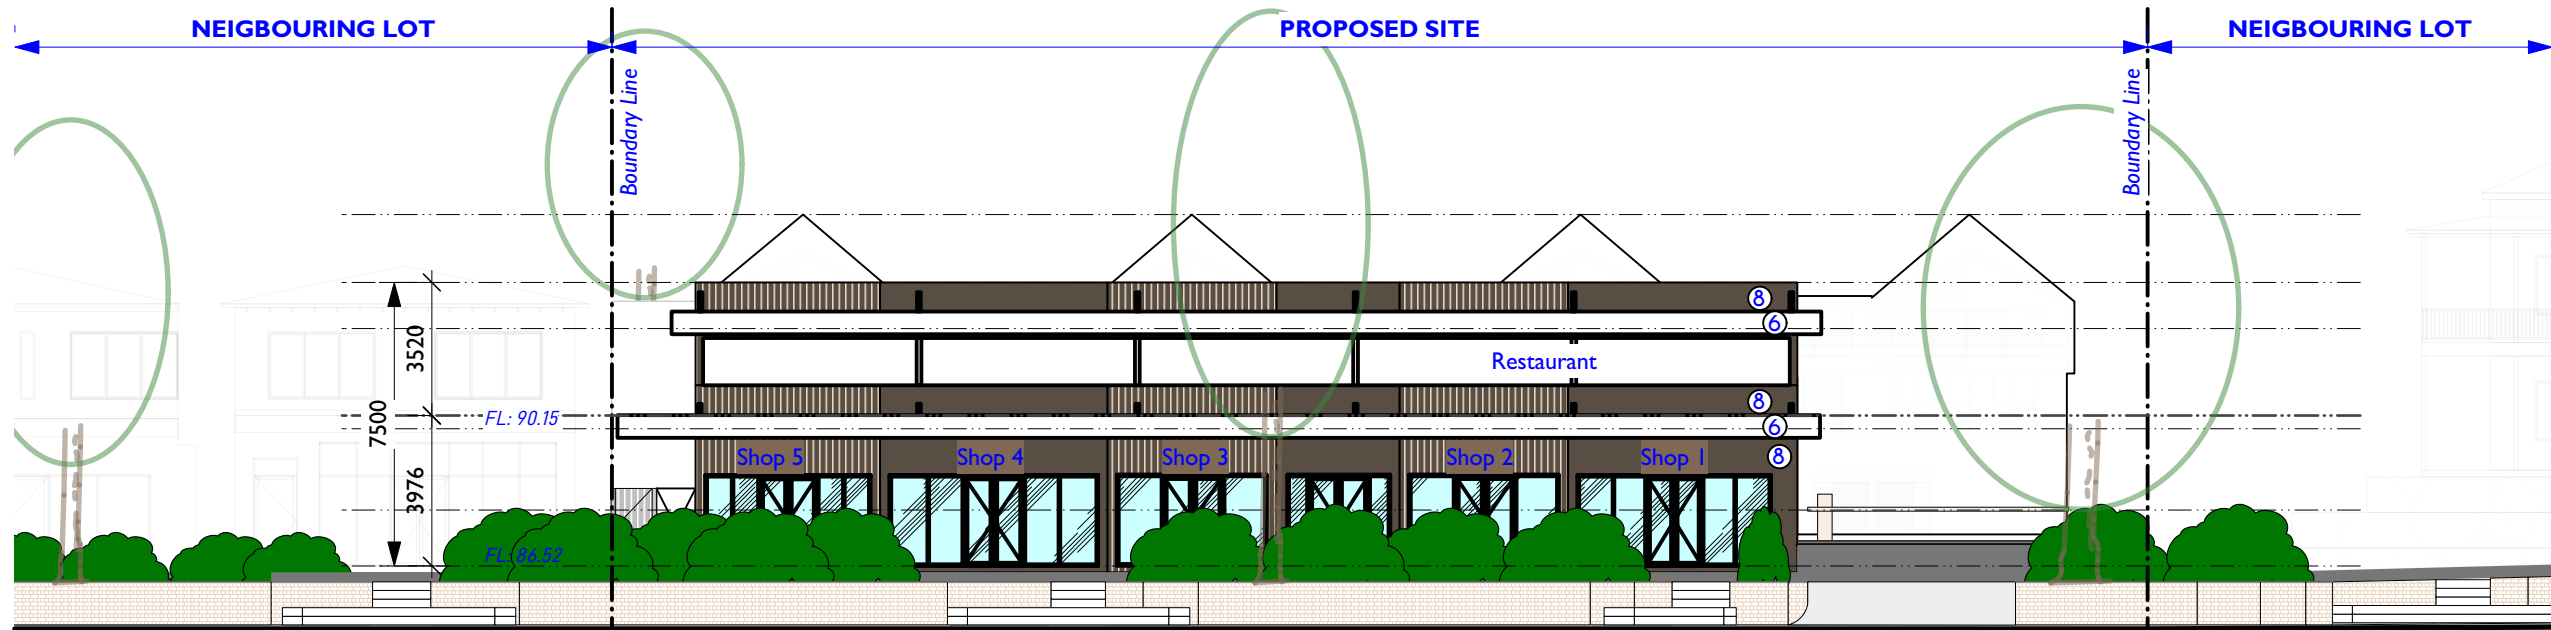 NEIGBOURING LOT
PROPOSED SITE
NEIGBOURING LOT
Boundary Line
Boundary Line
8
6
3520
Restaurant
7500
FL: 90.15
8
6
3976
Shop 5
Shop 4
Shop 3
Shop 2
Shop 1
8
FL: 86.52